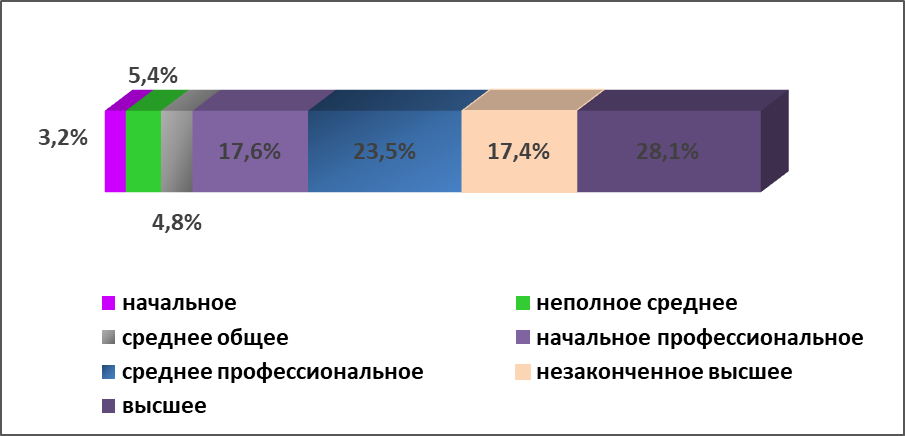 5,4%
3,2%
17,6% 23,5% 17,4% 28,1%
4,8%
начальное неполное среднее
среднее общее начальное профессиональное
среднее профессиональное незаконченное высшее
высшее